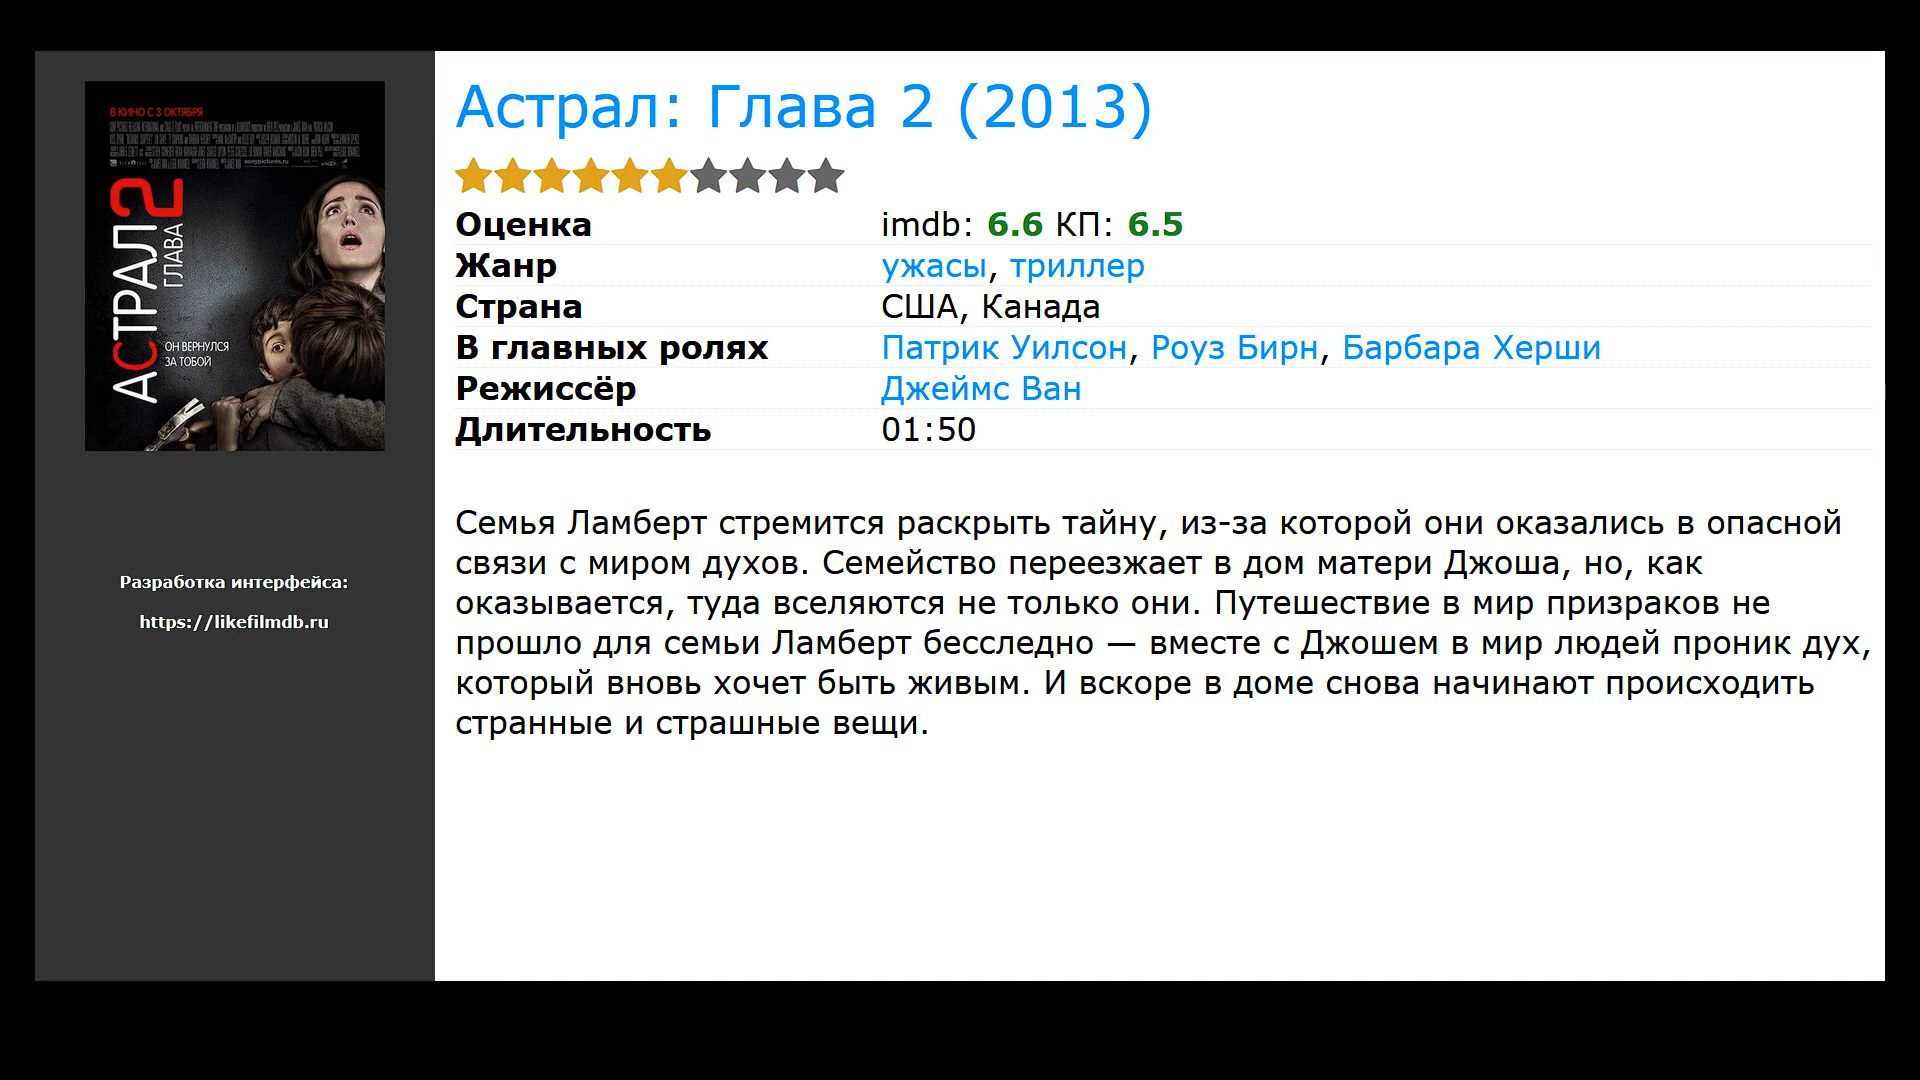 В КИНО С 3 ОКТЯБРЯ
sonypictures.ru
АСТРАЛ 2
ГЛАВА
ОН ВЕРНУЛСЯ
ЗА ТОБОЙ
Разработка интерфейса:
https://likefilmdb.ru
Астрал: Глава 2 (2013)
Оценка imdb: 6.6 КП: 6.5
Жанр ужасы, триллер
Страна США, Канада
В главных ролях Патрик Уилсон, Роуз Бирн, Барбара Херши
Режиссёр Джеймс Ван
Длительность 01:50
Семья Ламберт стремится раскрыть тайну, из-за которой они оказались в опасной
связи с миром духов. Семейство переезжает в дом матери Джоша, но, как
оказывается, туда вселяются не только они. Путешествие в мир призраков не
прошло для семьи Ламберт бесследно — вместе с Джошем в мир людей проник дух,
который вновь хочет быть живым. И вскоре в доме снова начинают происходить
странные и страшные вещи.